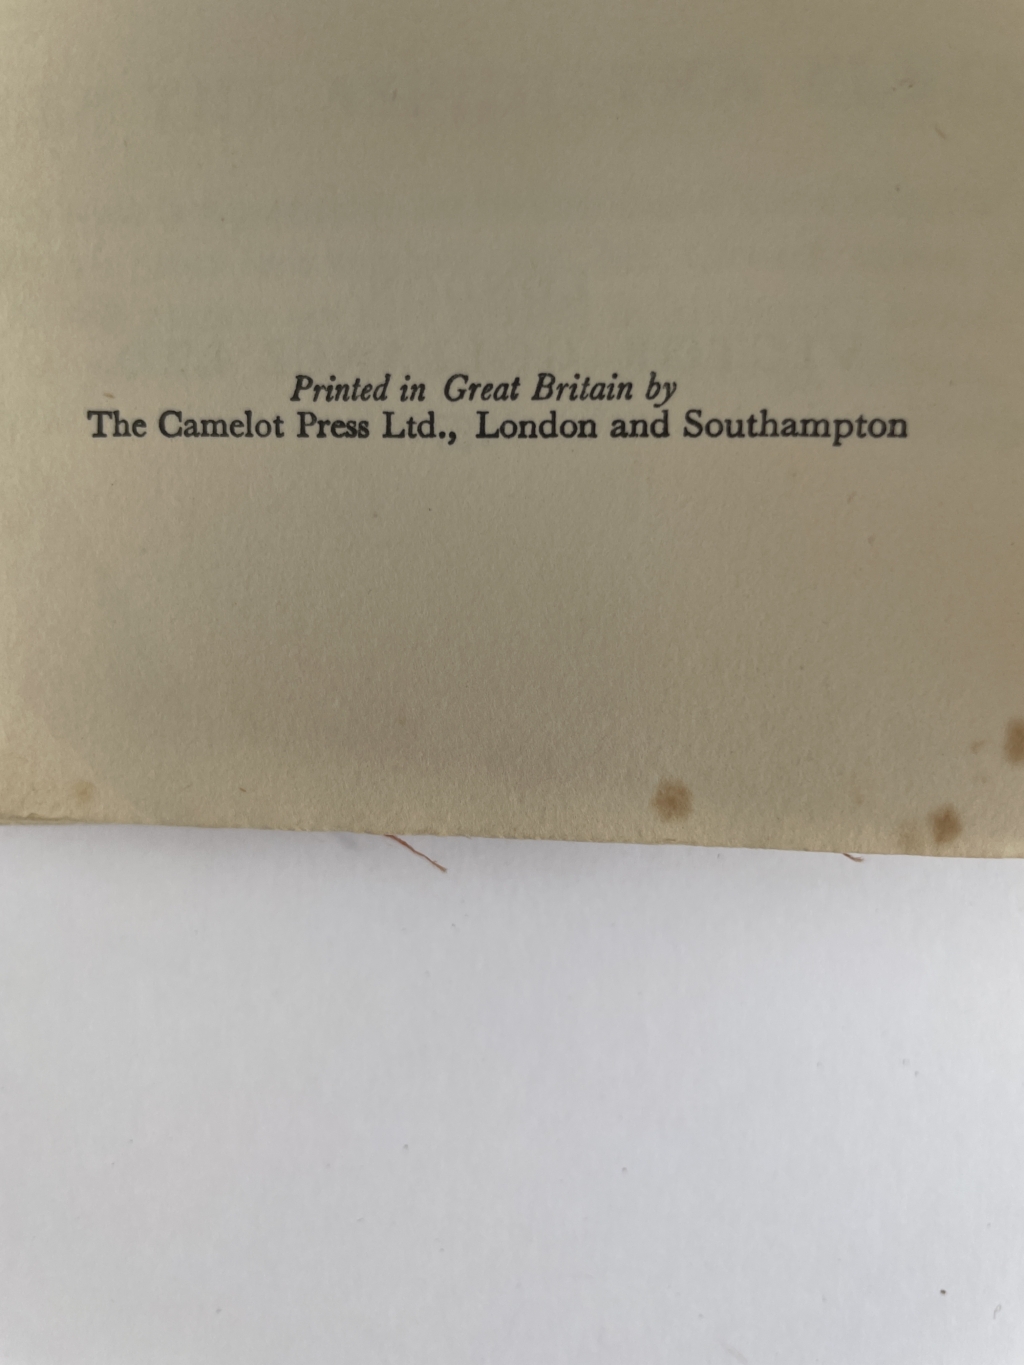 Printed in Great Britain by
The Camelot Press Ltd., London and Southampton